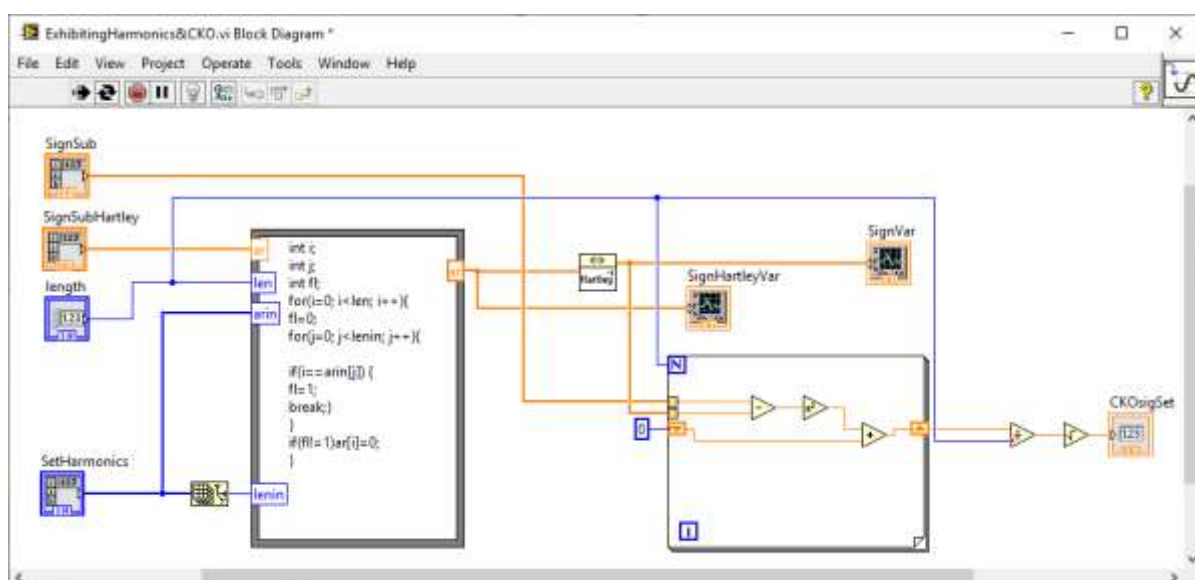 ExhibitingHarmonics&CKO.vi Block Diagram *
File Edit View Project Operate Tools Window Help
SignSub
SignSubHartley
length
SetHarmonics
ar
len
arin
lenin
int i;
int j;
int fl;
for(i=0; i<len; i++){
fl=0;
for(j=0; j<lenin; j++){
if(i==arin[j]) {
fl=1;
break;}
}
if(fl!=1)ar[i]=0;
}
ar
Hartley
SignVar
SignHartleyVar
N
0
i
CKOsigSet
1.23